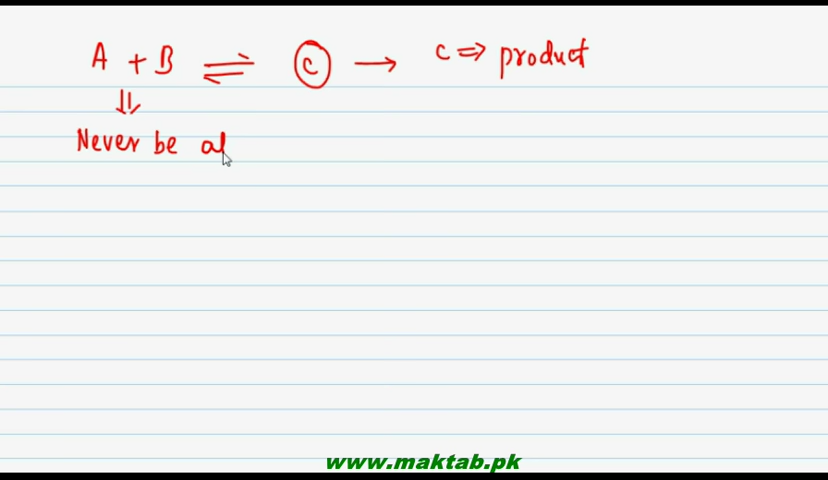 A + B ⇌ C → C ⇒ product
⇓
Never be al
www.maktab.pk